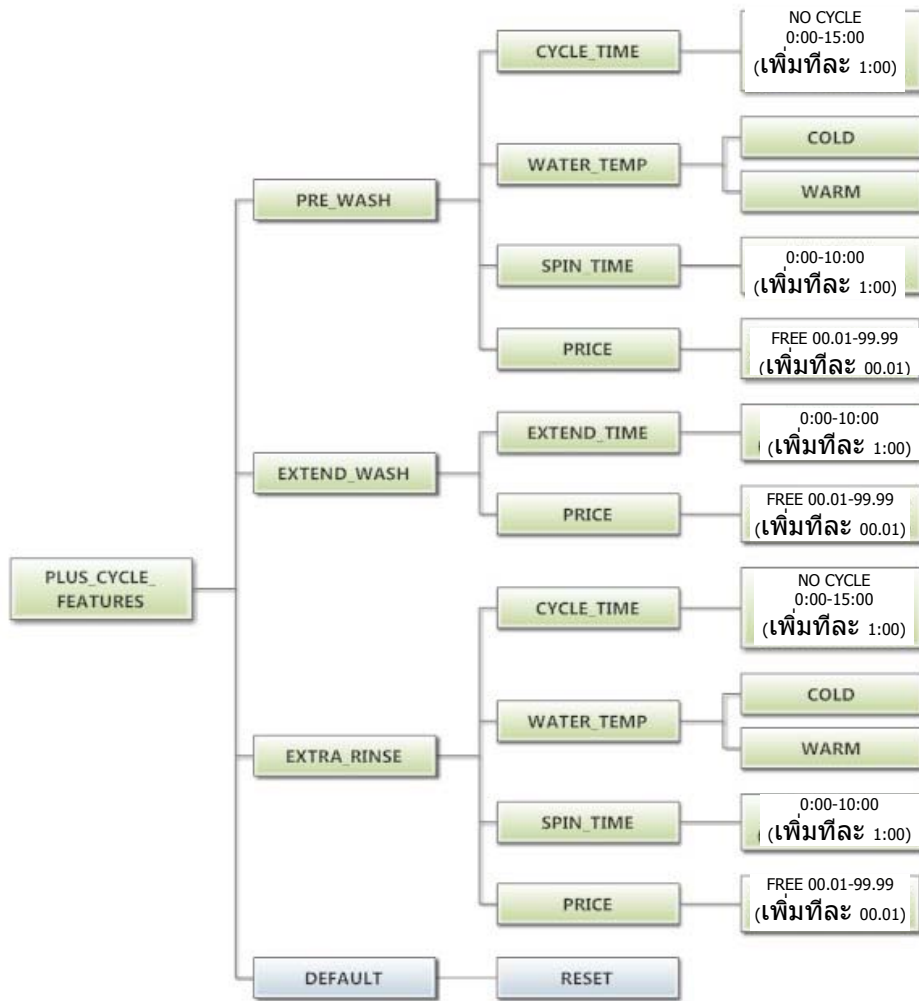 PLUS_CYCLE_
FEATURES
PRE_WASH
CYCLE_TIME
NO CYCLE
0:00-15:00
(เพิ่มทีละ 1:00)
WATER_TEMP
COLD
WARM
SPIN_TIME
0:00-10:00
(เพิ่มทีละ 1:00)
PRICE
FREE 00.01-99.99
(เพิ่มทีละ 00.01)
EXTEND_WASH
EXTEND_TIME
0:00-10:00
(เพิ่มทีละ 1:00)
PRICE
FREE 00.01-99.99
(เพิ่มทีละ 00.01)
EXTRA_RINSE
CYCLE_TIME
NO CYCLE
0:00-15:00
(เพิ่มทีละ 1:00)
WATER_TEMP
COLD
WARM
SPIN_TIME
0:00-10:00
(เพิ่มทีละ 1:00)
PRICE
FREE 00.01-99.99
(เพิ่มทีละ 00.01)
DEFAULT
RESET